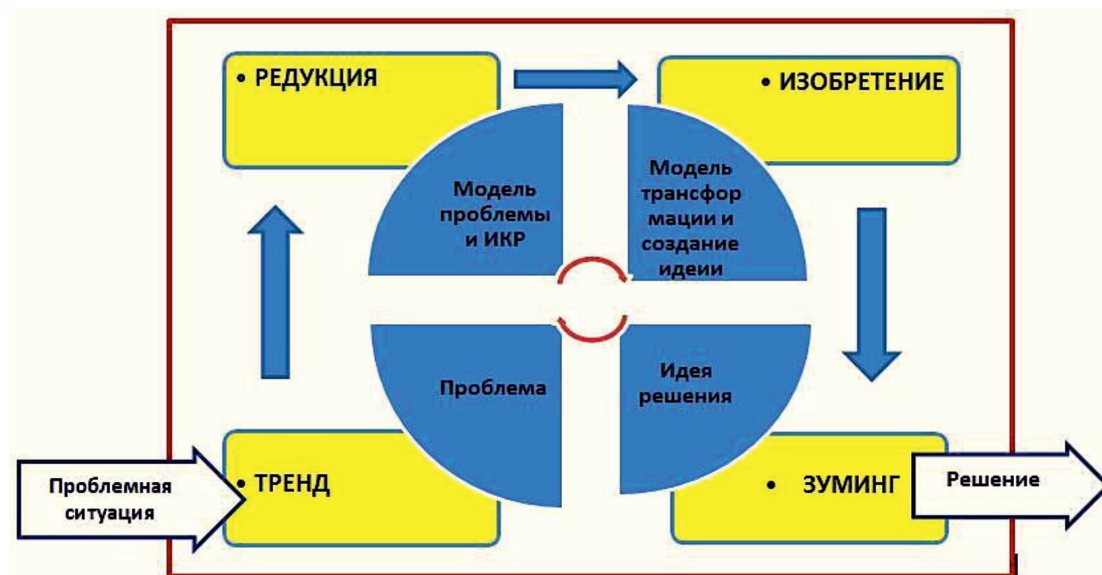 • РЕДУКЦИЯ
• ИЗОБРЕТЕНИЕ
Модель
проблемы
и ИКР
Модель
трансфор
мации и
создание
идеии
Проблема
Идея
решения
Проблемная
ситуация
• ТРЕНД
• ЗУМИНГ
Решение